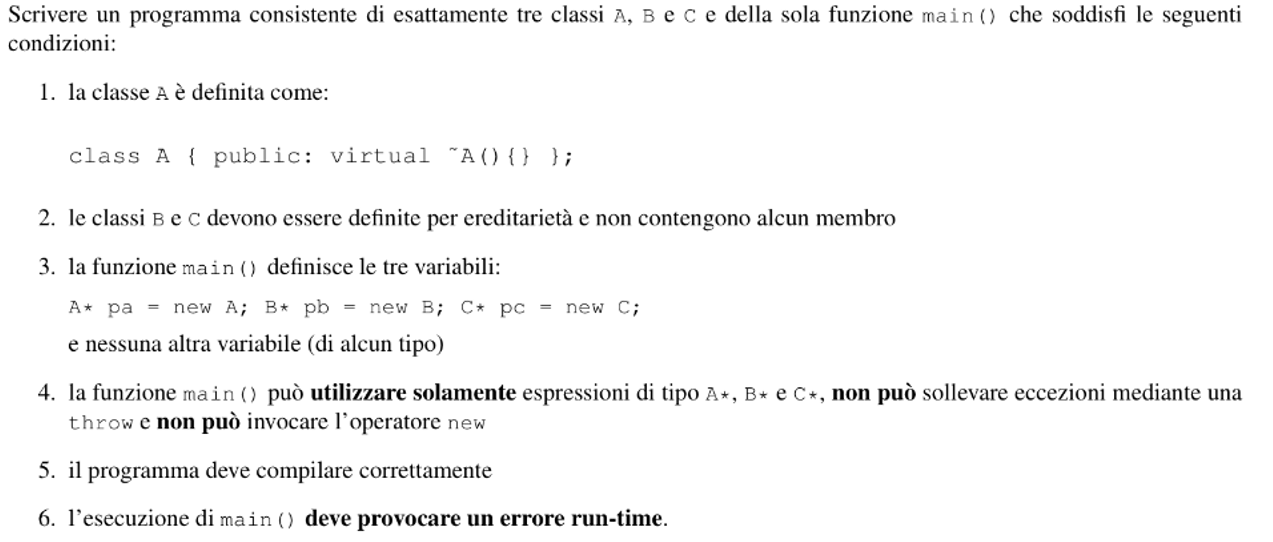 Scrivere un programma consistente di esattamente tre classi A, B e C e della sola funzione main() che soddisfi le seguenti
condizioni:
1. la classe A è definita come:
class A { public: virtual ~A(){} };
2. le classi B e C devono essere definite per ereditarietà e non contengono alcun membro
3. la funzione main() definisce le tre variabili:
A* pa = new A; B* pb = new B; C* pc = new C;
e nessuna altra variabile (di alcun tipo)
4. la funzione main() può utilizzare solamente espressioni di tipo A*, B* e C*, non può sollevare eccezioni mediante una
throw e non può invocare l'operatore new
5. il programma deve compilare correttamente
6. l'esecuzione di main() deve provocare un errore run-time.